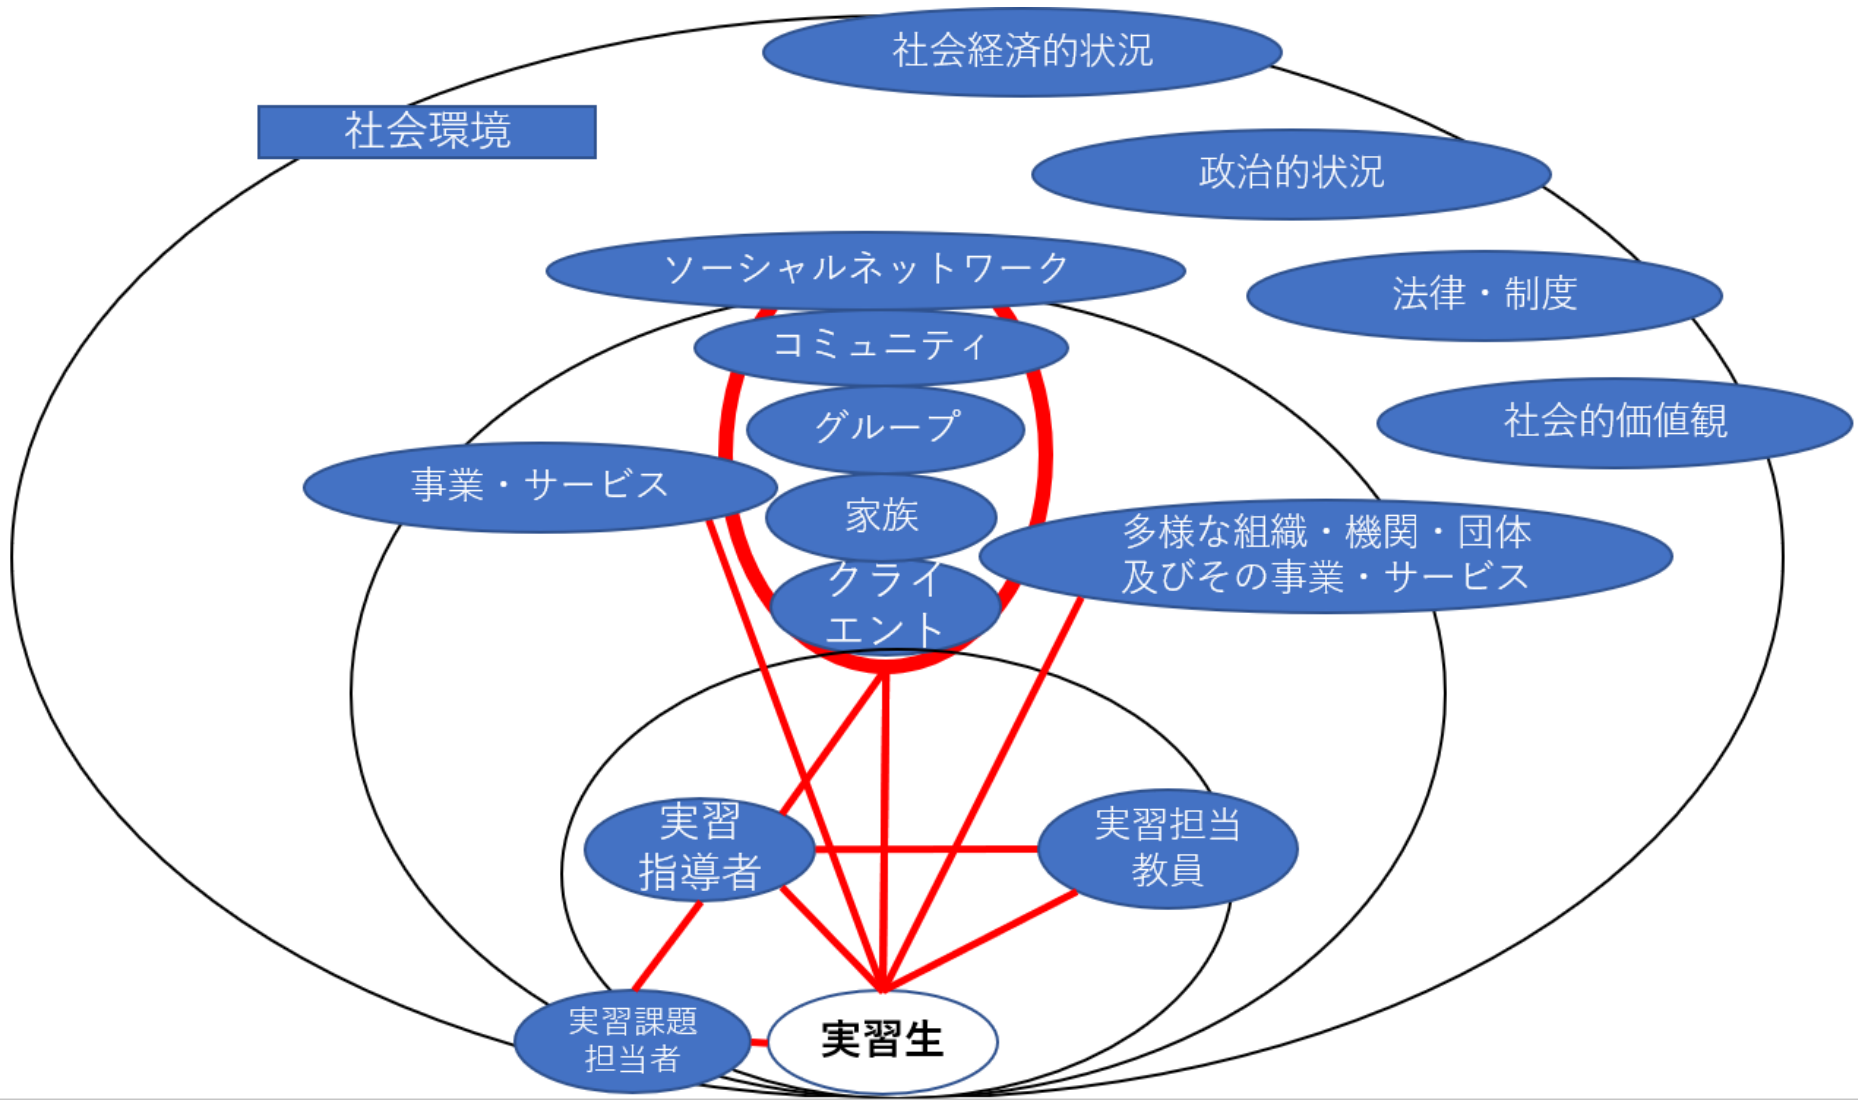 社会経済的状況
社会環境
政治的状況
ソーシャルネットワーク
法律・制度
コミュニティ
グループ
社会的価値観
事業・サービス
家族
多様な組織・機関・団体
及びその事業・サービス
クライ
エント
実習
指導者
実習担当
教員
実習課題
担当者
実習生